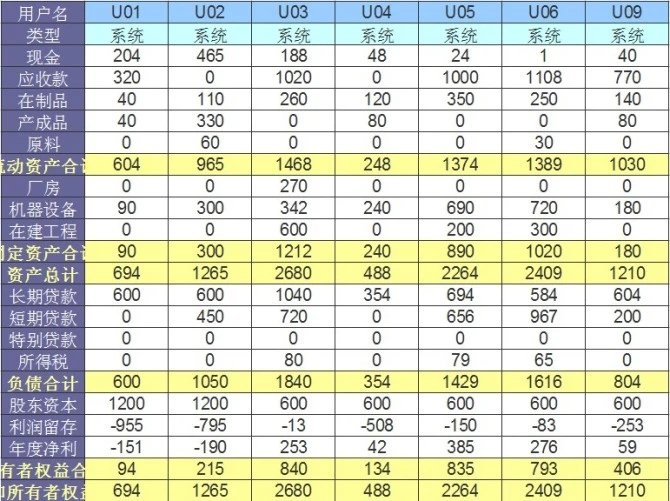 用户名 U01 U02 U03 U04 U05 U06 U09
类型 系统 系统 系统 系统 系统 系统 系统
现金 204 465 188 48 24 1 40
应收款 320 0 1020 0 1000 1108 770
在制品 40 110 260 120 350 250 140
产成品 40 330 0 80 0 0 80
原料 0 60 0 0 0 30 0
流动资产合计 604 965 1468 248 1374 1389 1030
厂房 0 0 270 0 0 0 0
机器设备 90 300 342 240 690 720 180
在建工程 0 0 600 0 200 300 0
固定资产合计 90 300 1212 240 890 1020 180
资产总计 694 1265 2680 488 2264 2409 1210
长期贷款 600 600 1040 354 694 584 604
短期贷款 0 450 720 0 656 967 200
特别贷款 0 0 0 0 0 0 0
所得税 0 0 80 0 79 65 0
负债合计 600 1050 1840 354 1429 1616 804
股东资本 1200 1200 600 600 600 600 600
利润留存 -955 -795 -13 -508 -150 -83 -253
年度净利 -151 -190 253 42 385 276 59
有者权益合 94 215 840 134 835 793 406
和所有者权益 694 1265 2680 488 2264 2409 1210